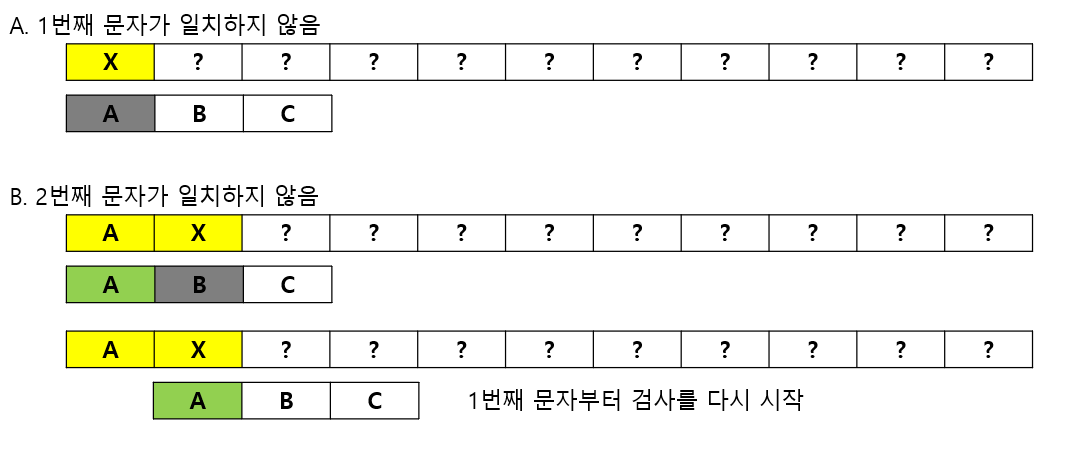 A. 1번째 문자가 일치하지 않음
X ? ? ? ? ? ? ? ? ? ?
A B C
B. 2번째 문자가 일치하지 않음
A X ? ? ? ? ? ? ? ? ?
A B C
A X ? ? ? ? ? ? ? ? ?
A B C 1번째 문자부터 검사를 다시 시작